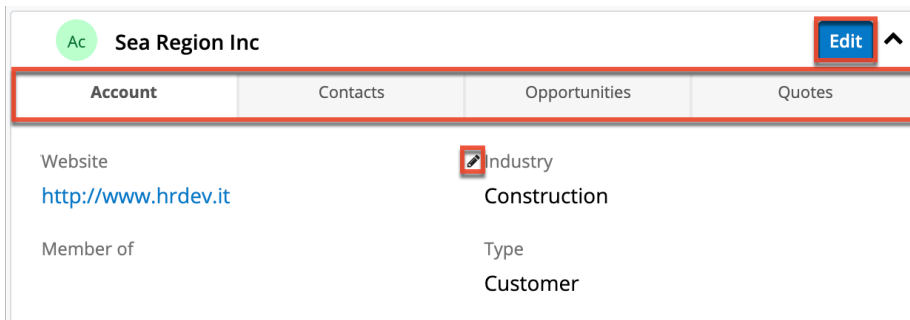 Ac Sea Region Inc Edit
Account Contacts Opportunities Quotes
Website Industry
http://www.hrdev.it Construction
Member of Type
Customer